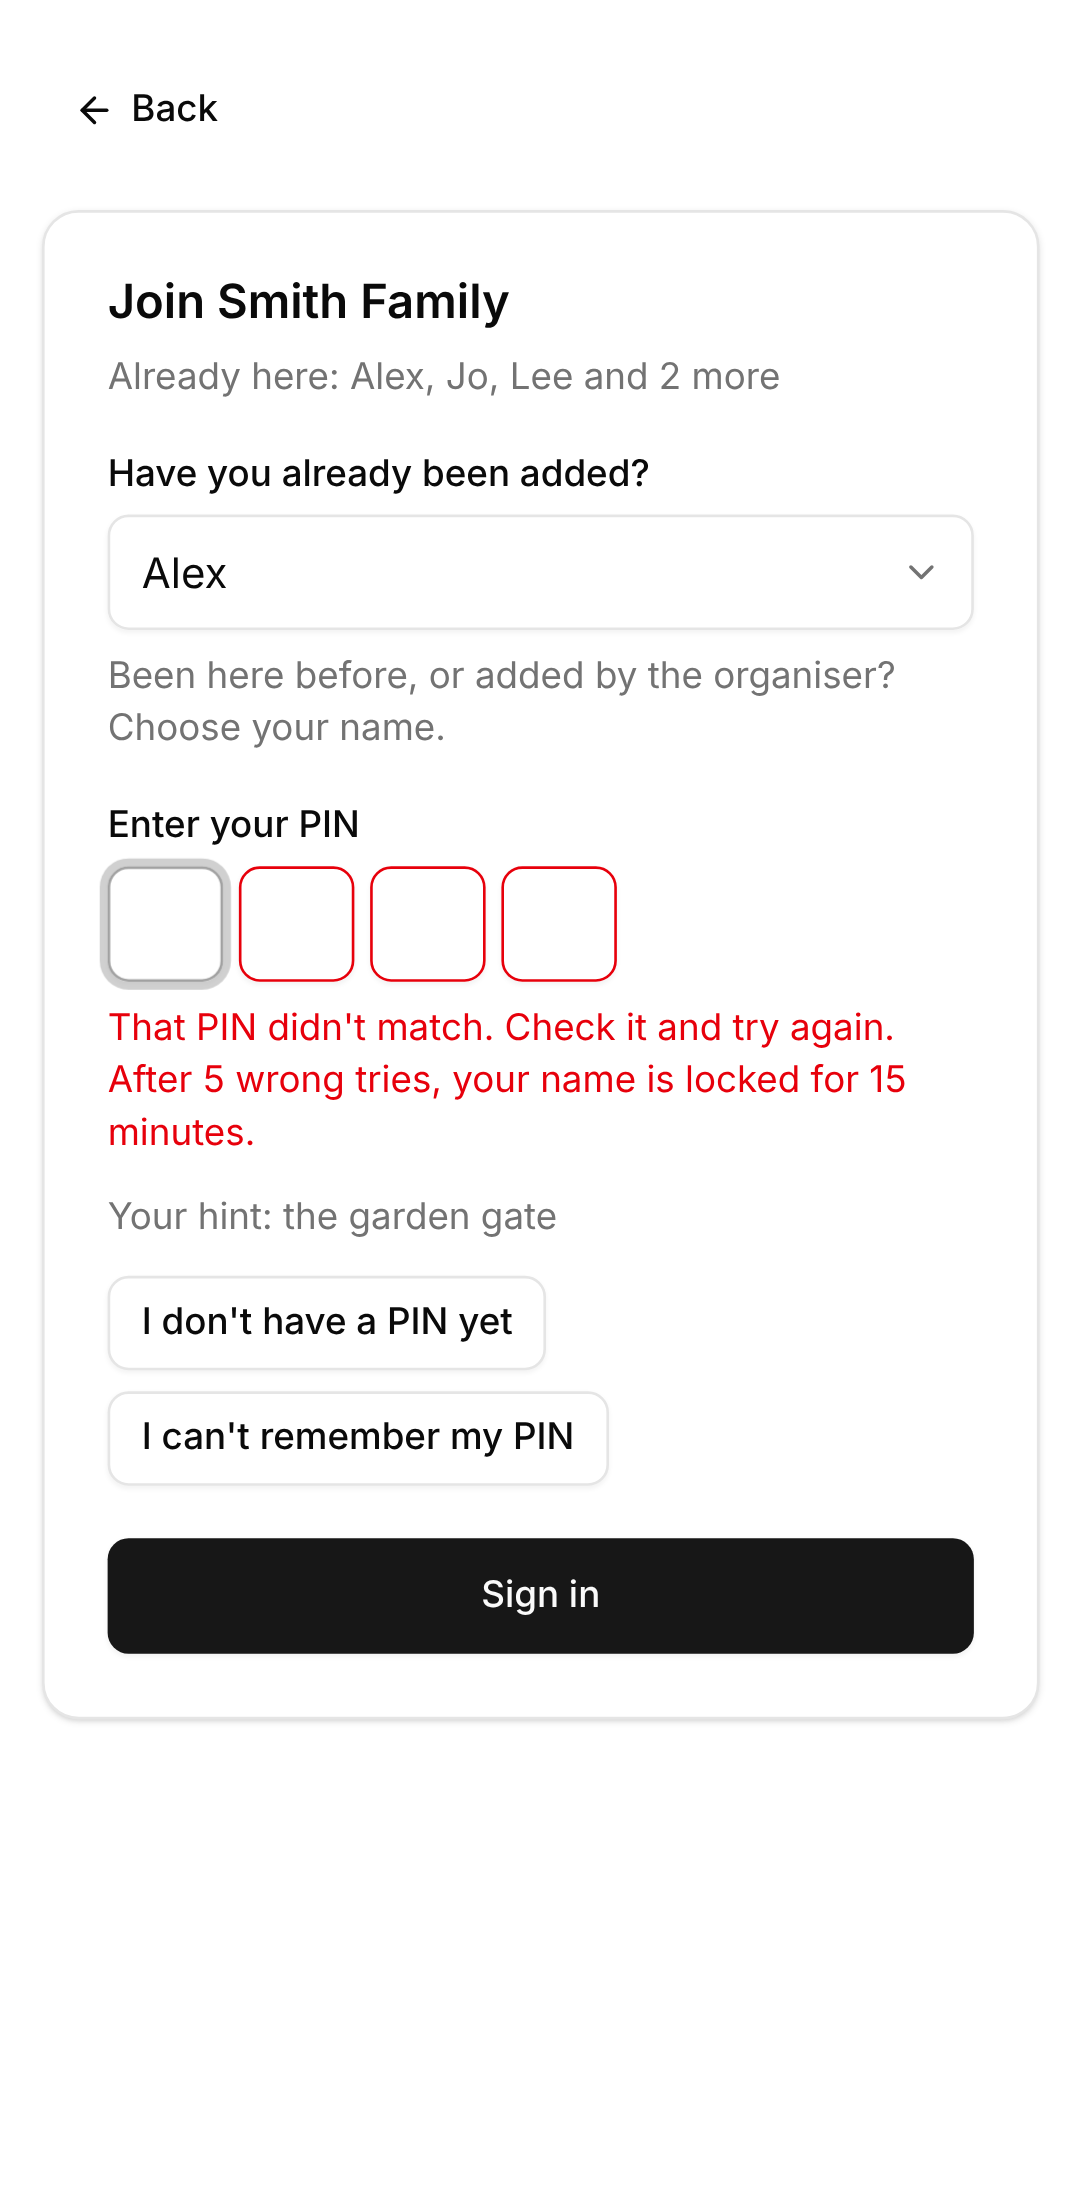 Back
Join Smith Family
Already here: Alex, Jo, Lee and 2 more
Have you already been added?
Alex
Been here before, or added by the organiser?
Choose your name.
Enter your PIN
That PIN didn't match. Check it and try again.
After 5 wrong tries, your name is locked for 15
minutes.
Your hint: the garden gate
I don't have a PIN yet
I can't remember my PIN
Sign in